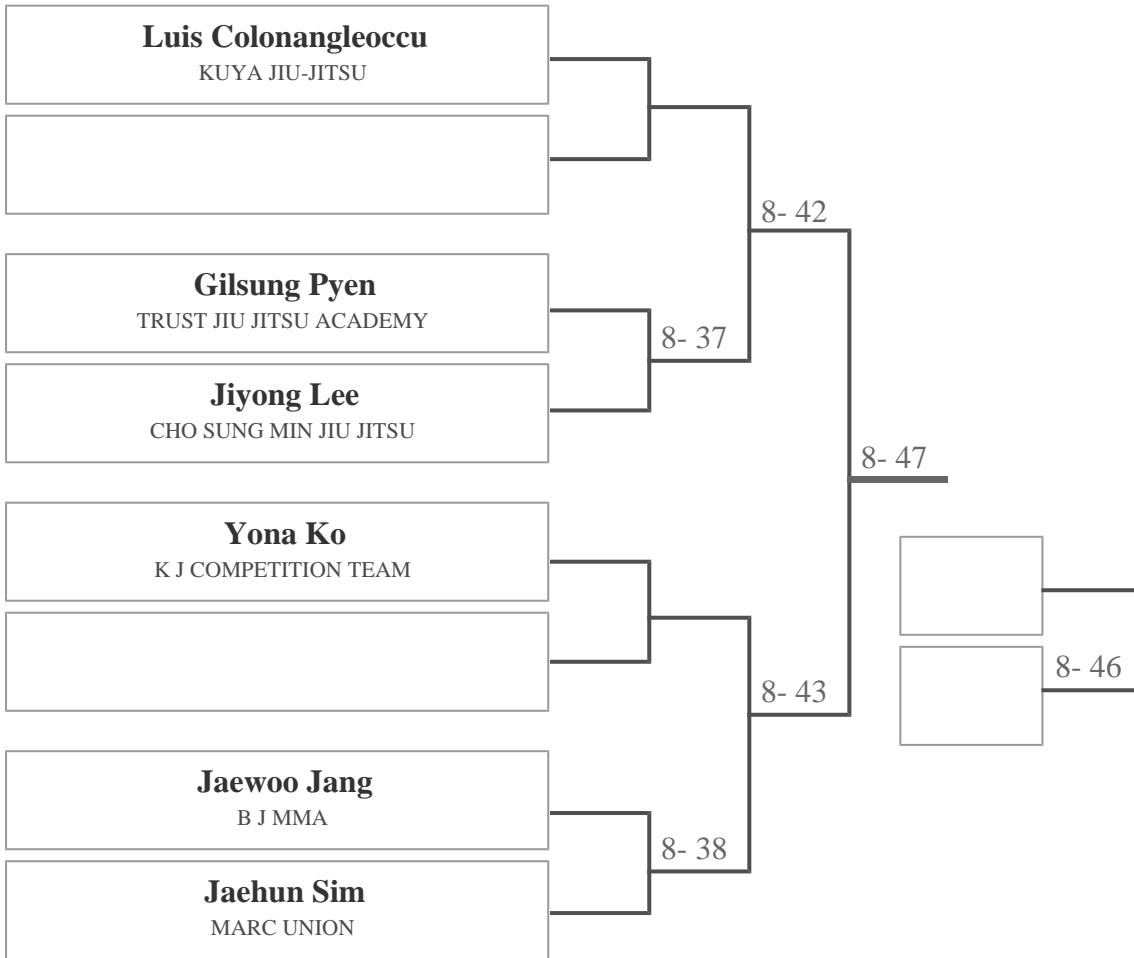 Luis Colonangleoccu
KUYA JIU-JITSU
8- 42
Gilsung Pyen
TRUST JIU JITSU ACADEMY
8- 37
Jiyong Lee
CHO SUNG MIN JIU JITSU
8- 47
Yona Ko
K J COMPETITION TEAM
8- 46
8- 43
Jaewoo Jang
B J MMA
8- 38
Jaehun Sim
MARC UNION